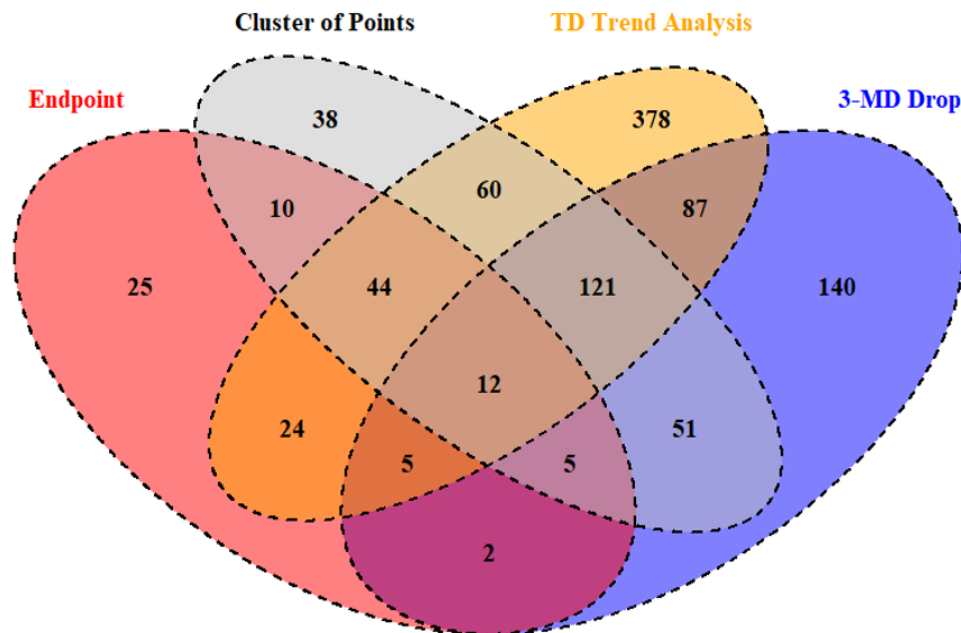 Cluster of Points TD Trend Analysis
Endpoint 3-MD Drop
38 378
10 60 87
25 44 121 140
12
24 51
5 5
2